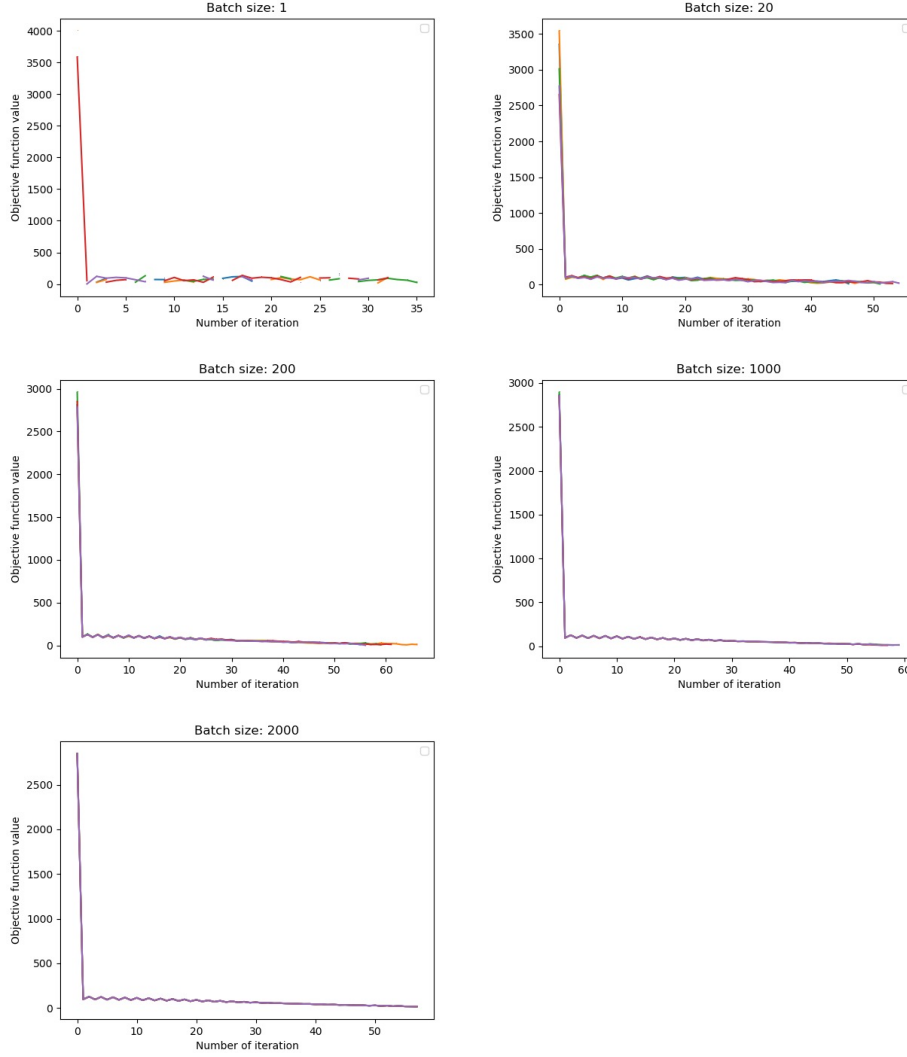 Batch size: 1
4000
3500
3000
2500
2000
1500
1000
500
0
Objective function value
0 5 10 15 20 25 30 35
Number of iteration
Batch size: 20
3500
3000
2500
2000
1500
1000
500
0
Objective function value
0 10 20 30 40 50
Number of iteration
Batch size: 200
3000
2500
2000
1500
1000
500
0
Objective function value
0 10 20 30 40 50 60
Number of iteration
Batch size: 1000
3000
2500
2000
1500
1000
500
0
Objective function value
0 10 20 30 40 50 60
Number of iteration
Batch size: 2000
2500
2000
1500
1000
500
0
Objective function value
0 10 20 30 40 50
Number of iteration